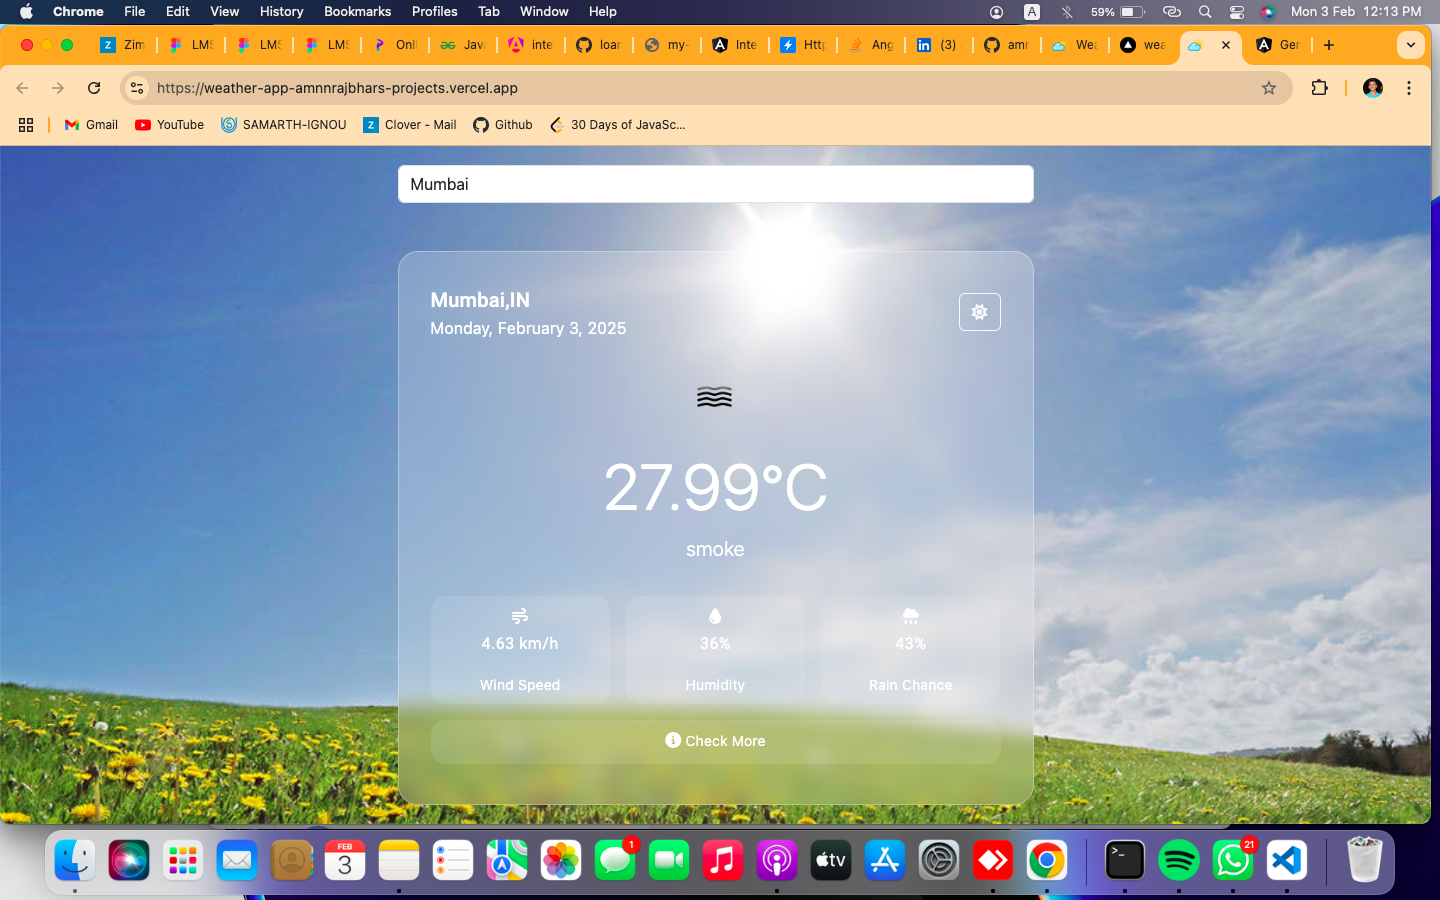 Chrome File Edit View History Bookmarks Profiles Tab Window Help A 59% Mon 3 Feb 12:13 PM
Z Zim LMS LMS LMS Onli Java inte loar my- Inte Http Ang in (3) amr Wea wea Ger
https://weather-app-amnnrajbhars-projects.vercel.app
Gmail YouTube SAMARTH-IGNOU Z Clover - Mail Github 30 Days of JavaSc...
Mumbai
Mumbai,IN
Monday, February 3, 2025
27.99°C
smoke
4.63 km/h 36% 43%
Wind Speed Humidity Rain Chance
Check More
FEB 1 tv 21
3